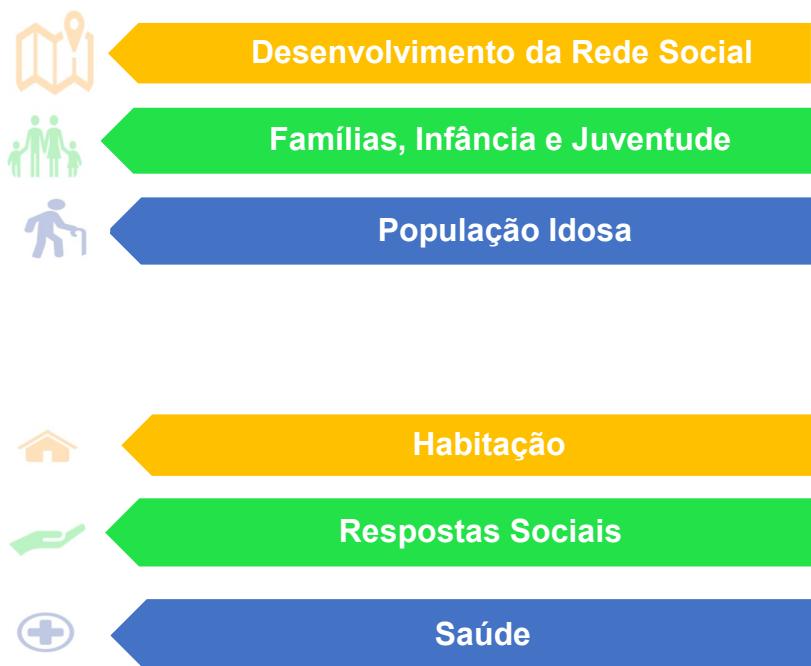 Desenvolvimento da Rede Social
Famílias, Infância e Juventude
População Idosa
Habitação
Respostas Sociais
Saúde